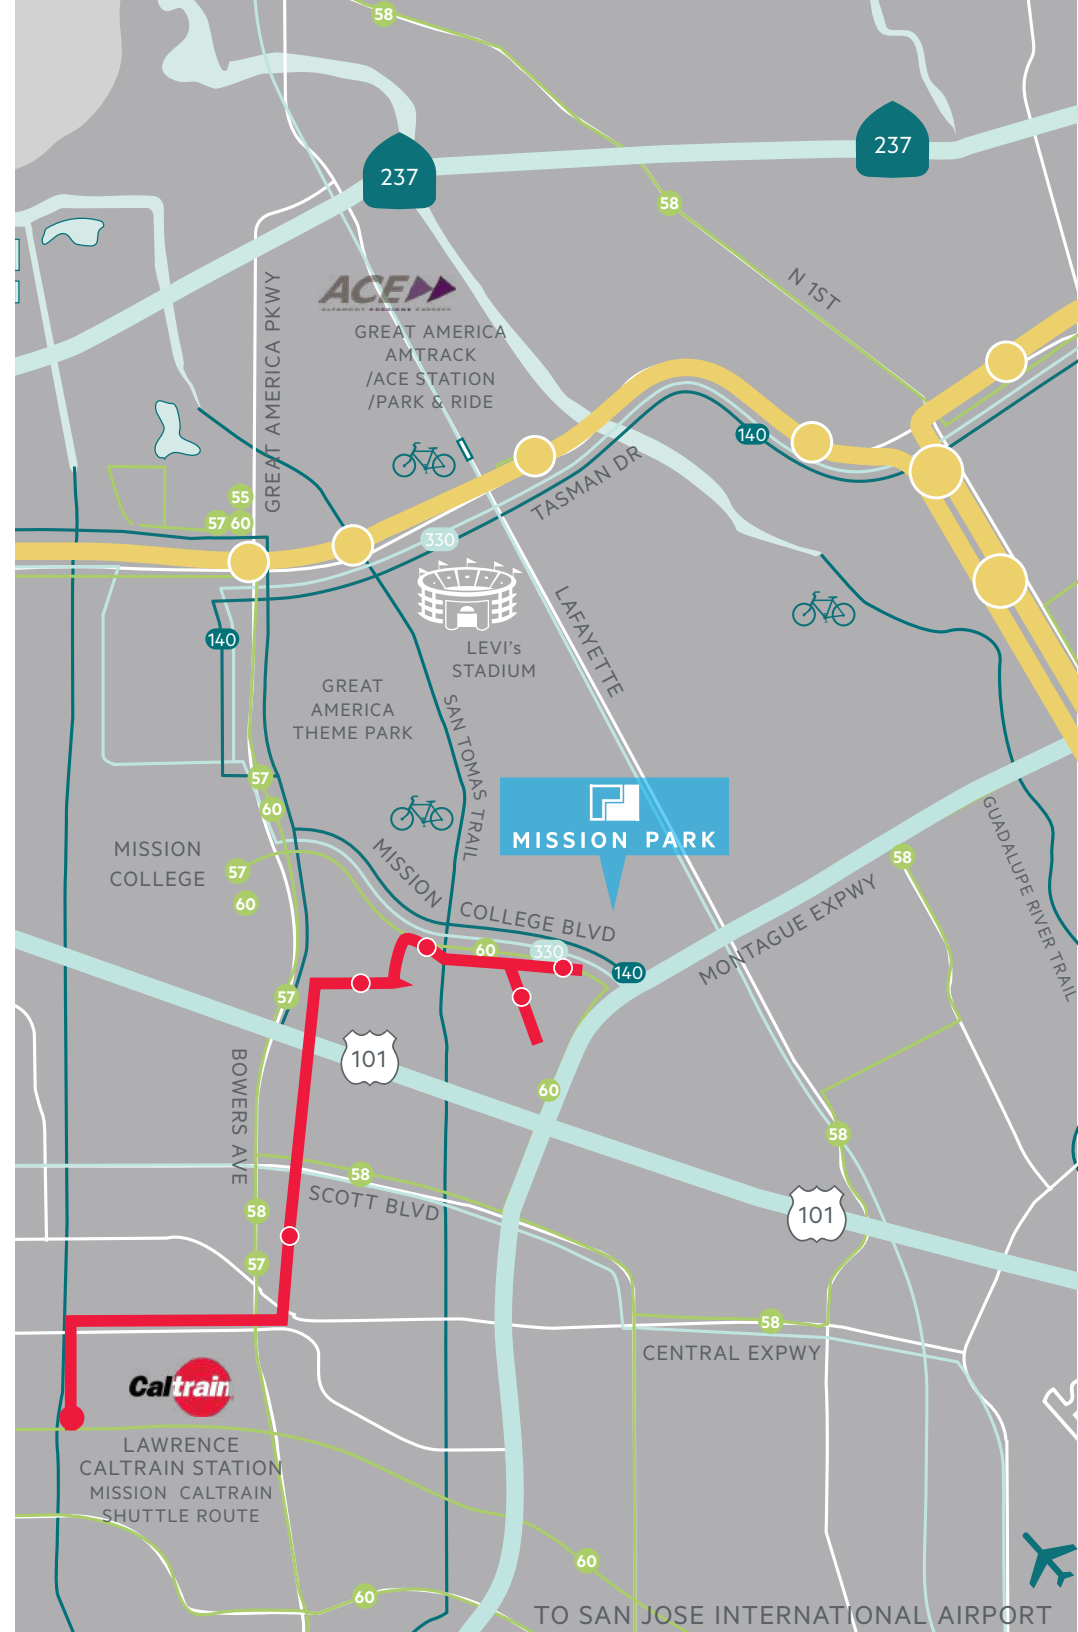 58
237
237
58
N 1ST
GREAT AMERICA PKWY
ACE
GREAT AMERICA
AMTRACK
/ACE STATION
/PARK & RIDE
140
TASMAN DR
55
57 60
330
LEVI's
STADIUM
LAFAYETTE
140
GREAT
AMERICA
THEME PARK
SAN TOMAS TRAIL
57
60
MISSION PARK
MISSION
COLLEGE
57
60
MISSION COLLEGE BLVD
58
GUADALUPE RIVER TRAIL
MONTAGUE EXPWY
60
330
140
57
101
BOWERS AVE
60
58
58
SCOTT BLVD
58
101
57
58
CENTRAL EXPWY
Caltrain
LAWRENCE
CALTRAIN STATION
MISSION CALTRAIN
SHUTTLE ROUTE
60
60
TO SAN JOSE INTERNATIONAL AIRPORT